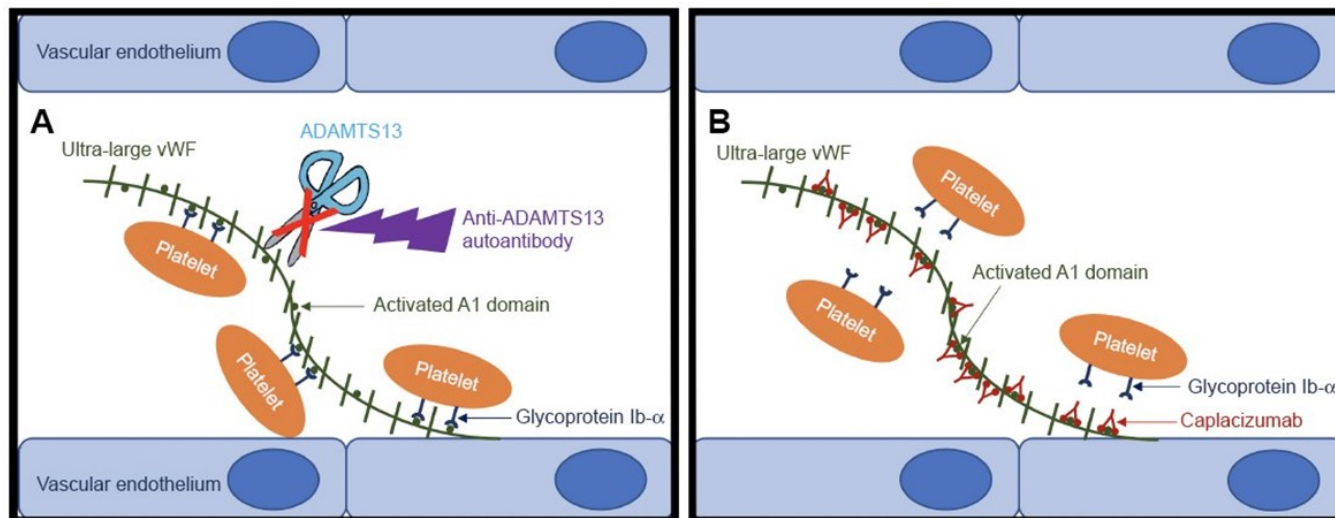 Vascular endothelium
A
ADAMTS13
Ultra-large vWF
Anti-ADAMTS13
autoantibody
Platelet
Activated A1 domain
Platelet
Platelet
Glycoprotein Ib-α
Vascular endothelium
B
Ultra-large vWF
Platelet
Activated A1 domain
Platelet
Platelet
Glycoprotein Ib-α
Caplacizumab